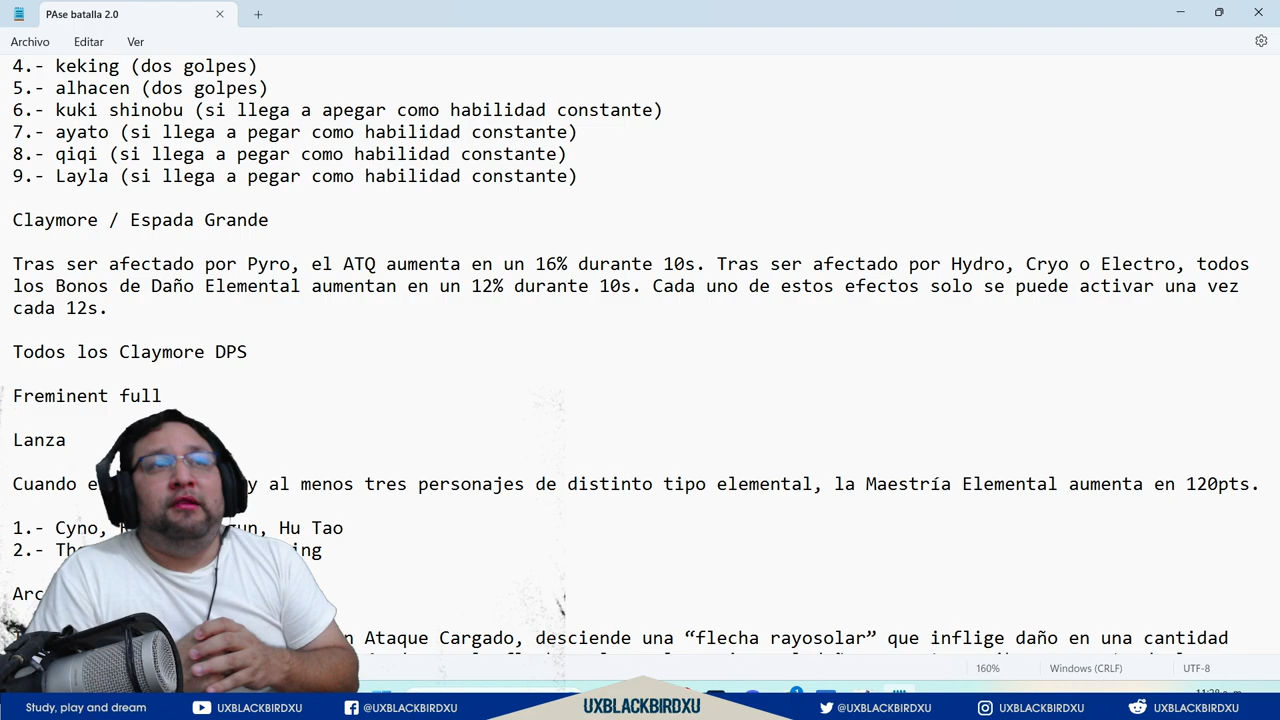 PAse batalla 2.0
Archivo Editar Ver
4.- keking (dos golpes)
5.- alhacen (dos golpes)
6.- kuki shinobu (si llega a apegar como habilidad constante)
7.- ayato (si llega a pegar como habilidad constante)
8.- qiqi (si llega a pegar como habilidad constante)
9.- Layla (si llega a pegar como habilidad constante)
Claymore / Espada Grande
Tras ser afectado por Pyro, el ATQ aumenta en un 16% durante 10s. Tras ser afectado por Hydro, Cryo o Electro, todos
los Bonos de Daño Elemental aumentan en un 12% durante 10s. Cada uno de estos efectos solo se puede activar una vez
cada 12s.
Todos los Claymore DPS
Freminent full
Lanza
Cuando y al menos tres personajes de distinto tipo elemental, la Maestría Elemental aumenta en 120pts.
1.- Cyno, Hu Tao
2.-
Ataque Cargado, desciende una “flecha rayosolar” que inflige daño en una cantidad
160% Windows (CRLF) UTF-8
Study, play and dream UXBLACKBIRDXU @UXBLACKBIRDXU UXBLACKBIRDXU @UXBLACKBIRDXU UXBLACKBIRDXU UXBLACKBIRDXU